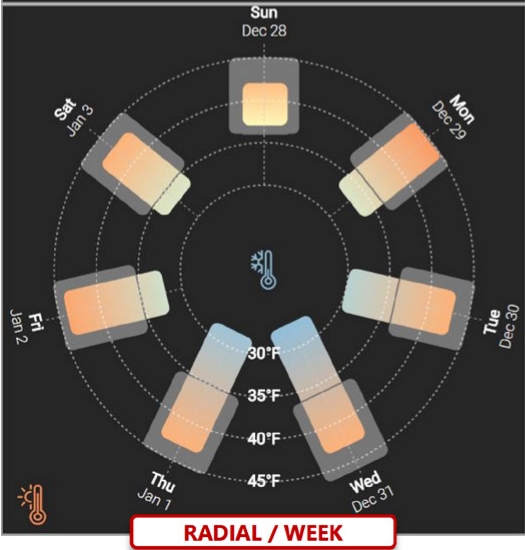 Sun
Dec 28
Mon
Dec 29
Tue
Dec 30
Wed
Dec 31
Thu
Jan 1
Fri
Jan 2
Sat
Jan 3
30°F
35°F
40°F
45°F
RADIAL / WEEK